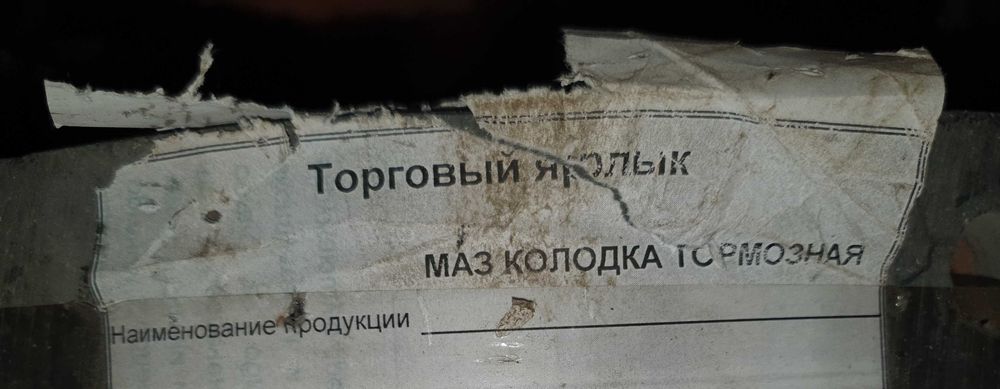 Торговый ярлык
МАЗ КОЛОДКА ТОРМОЗНАЯ
Наименование продукции